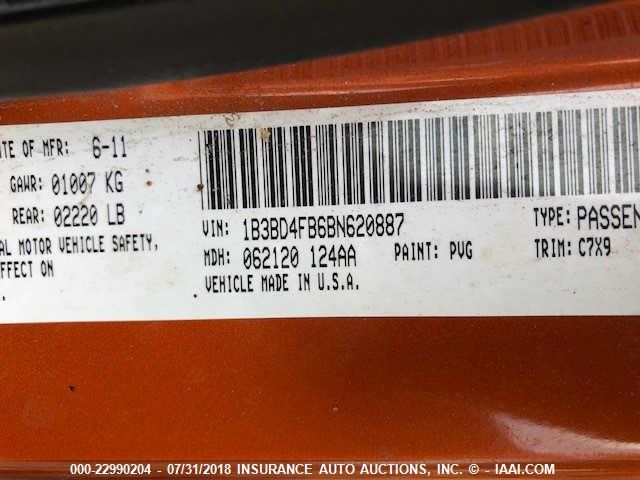 TE OF MFR: 6-11
GAWR: 01007 KG
REAR: 02220 LB
AL MOTOR VEHICLE SAFETY,
EFFECT ON
VIN: 1B3BD4FB6BN620887 TYPE: PASSEN
MDH: 062120 124AA PAINT: PVG TRIM: C7X9
VEHICLE MADE IN U.S.A.
000-22990204 - 07/31/2018 INSURANCE AUTO AUCTIONS, INC. © - IAAI.COM